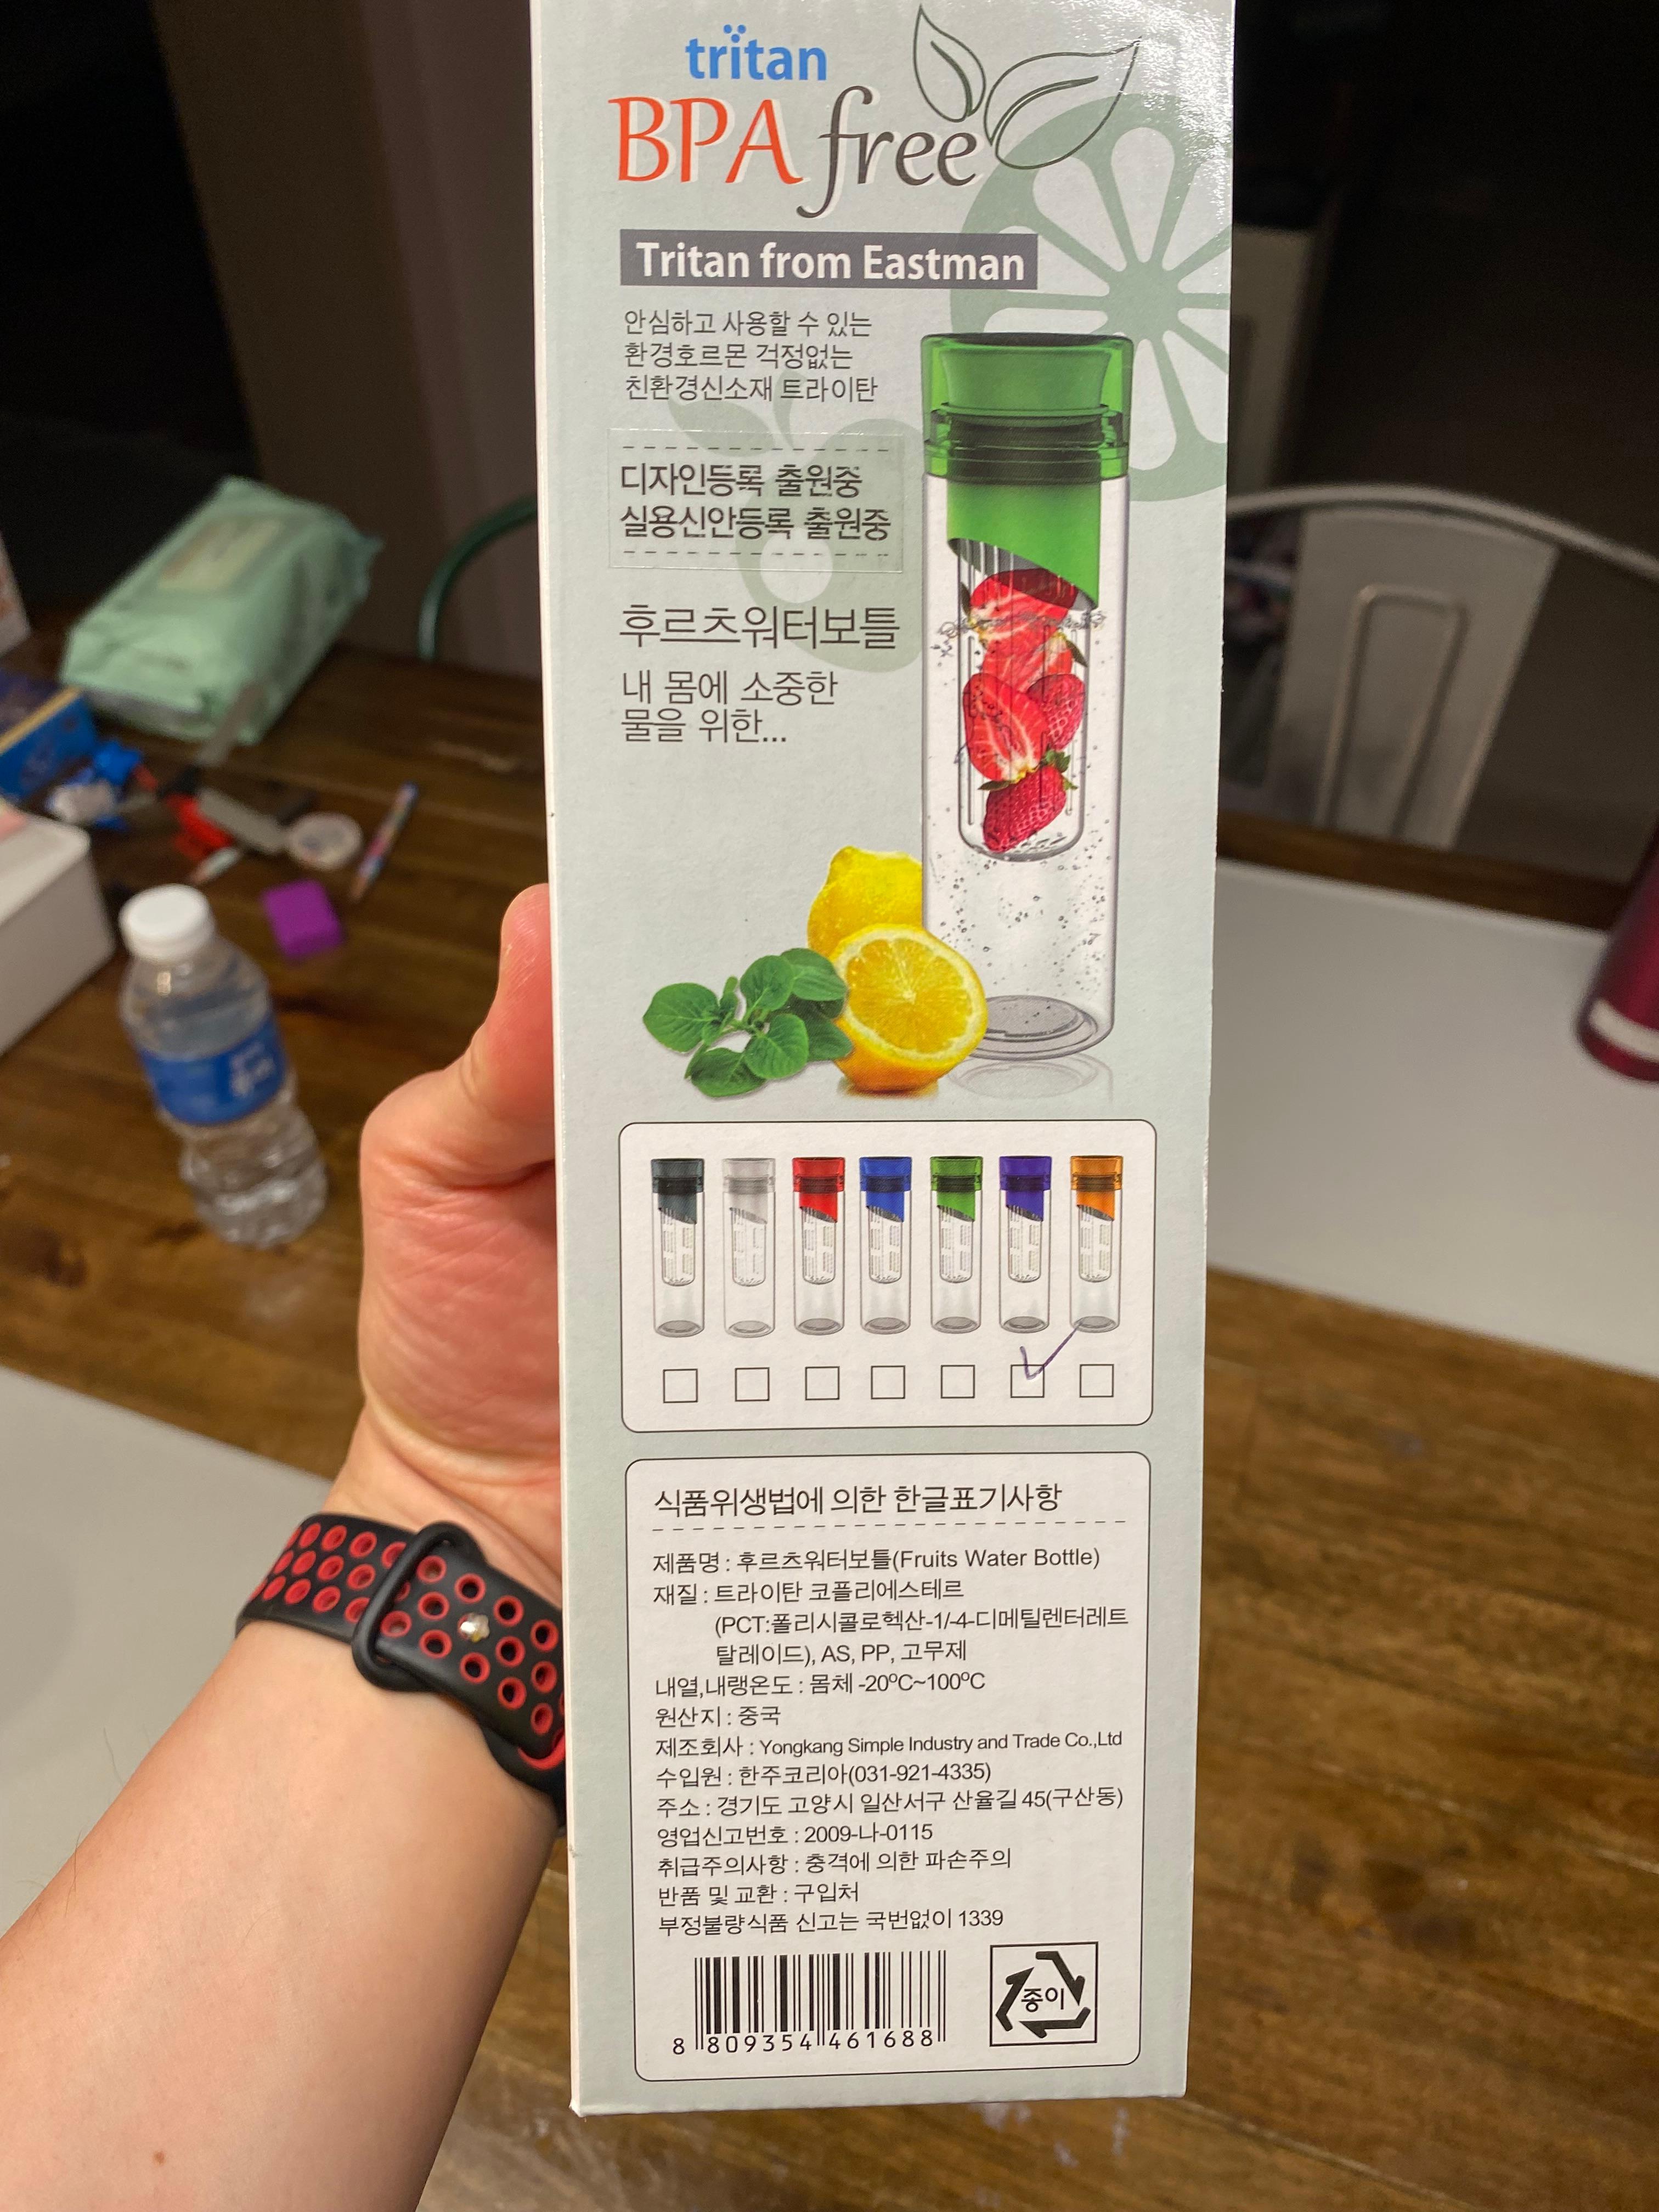 trïtan
BPA free
Tritan from Eastman
안심하고 사용할 수 있는
환경호르몬 걱정없는
친환경신소재 트라이탄
디자인등록 출원중
실용신안등록 출원중
후르츠워터보틀
내 몸에 소중한
물을 위한...
식품위생법에 의한 한글표기사항
제품명 : 후르츠워터보틀(Fruits Water Bottle)
재질 : 트라이탄 코플리에스테르
(PCT:폴리시콜로헥산-1/-4-디메틸렌터레트
탈레이드), AS, PP, 고무제
내열,내랭온도 : 몸체 -20ºC~100ºC
원산지 : 중국
제조회사 : Yongkang Simple Industry and Trade Co.,Ltd
수입원 : 한주코리아(031-921-4335)
주소 : 경기도 고양시 일산서구 산율길 45(구산동)
영업신고번호 : 2009-나-0115
취급주의사항 : 충격에 의한 파손주의
반품 및 교환 : 구입처
부정불량식품 신고는 국번없이 1339
8 809354 461688
종이